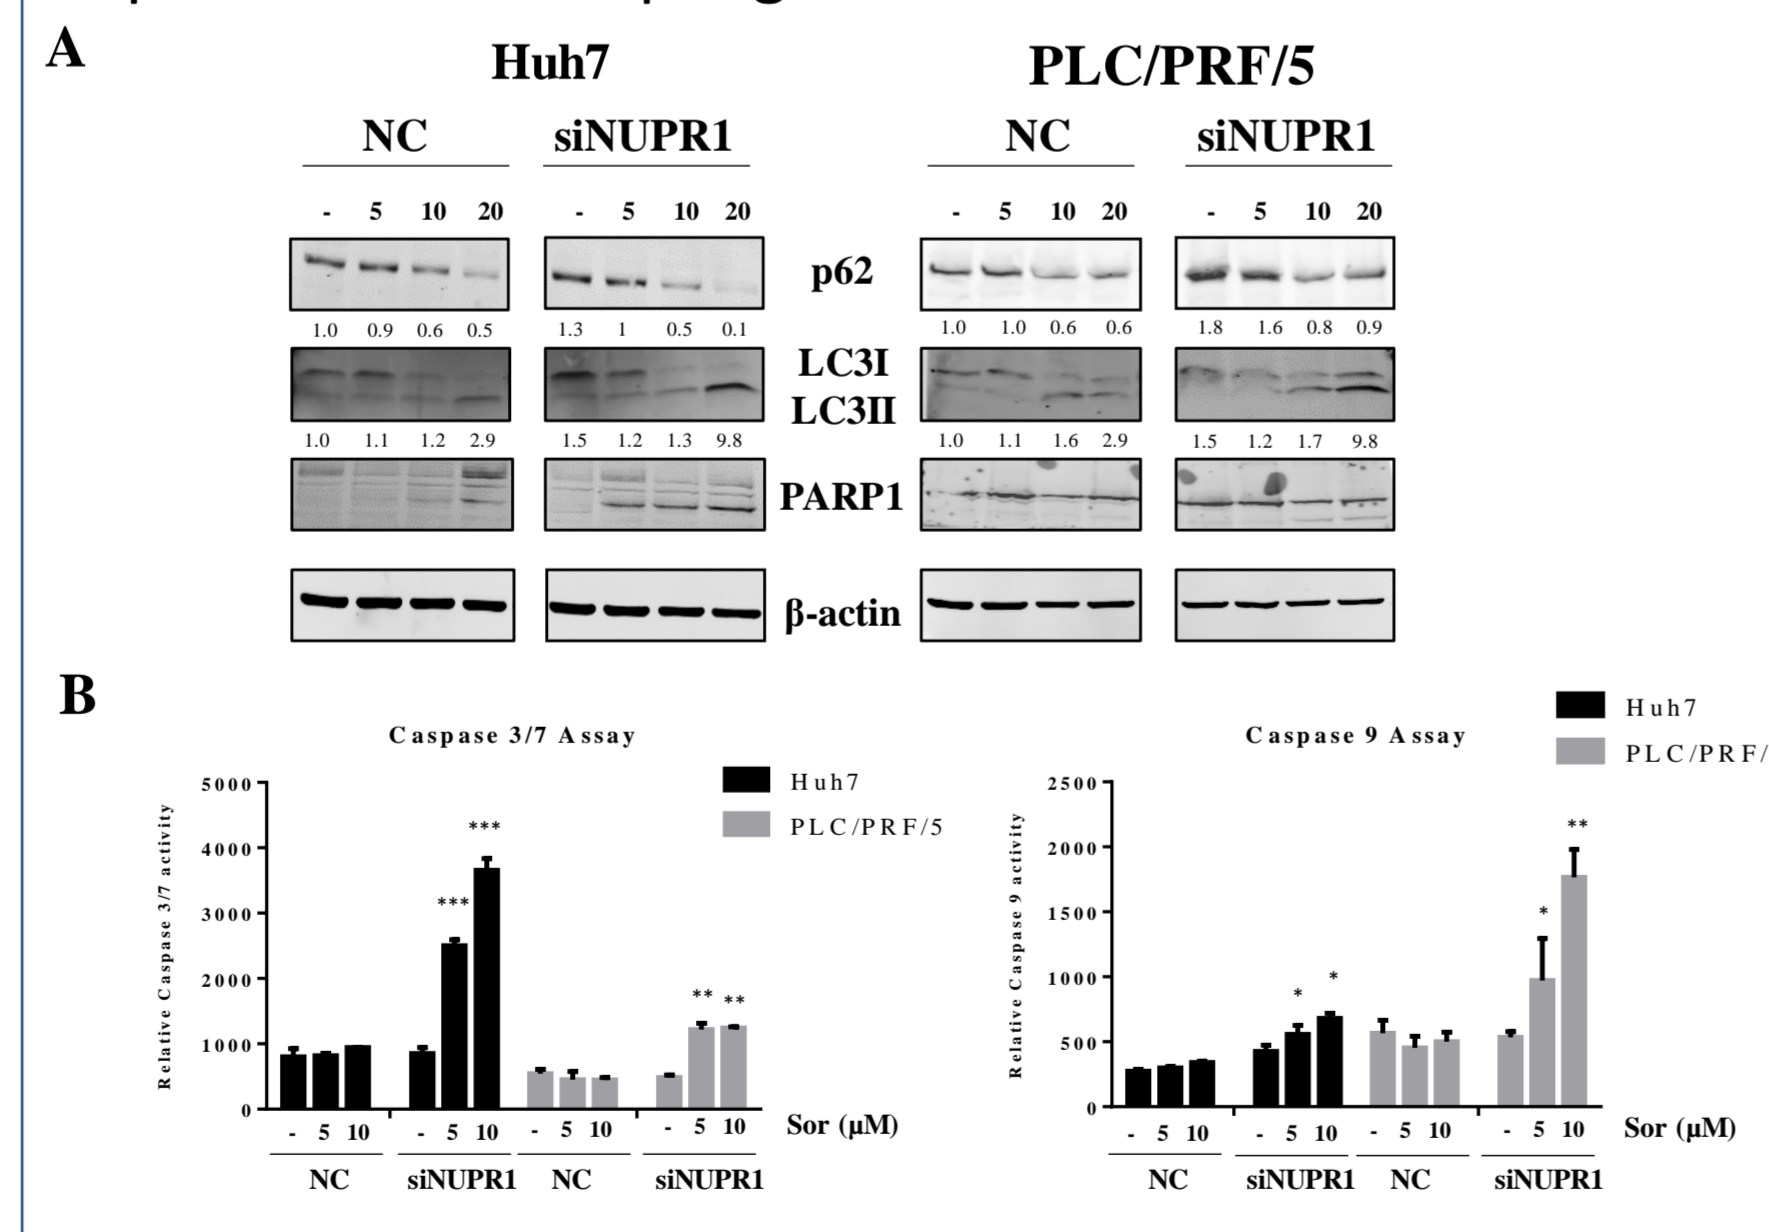 A
Huh7 PLC/PRF/5
NC siNUPR1 NC siNUPR1
- 5 10 20 - 5 10 20 - 5 10 20 - 5 10 20
p62
1.0 0.9 0.6 0.5 1.3 1 0.5 0.1 1.0 1.0 0.6 0.6 1.8 1.6 0.8 0.9
LC3I
LC3II
1.0 1.1 1.2 2.9 1.5 1.2 1.3 9.8 1.0 1.1 1.6 2.9 1.5 1.2 1.7 9.8
PARP1
β-actin
B
Caspase 3/7 Assay
Huh7
PLC/PRF/5
Relative Caspase 3/7 activity
5000
4000
3000
2000
1000
0
*** ***
** **
- 5 10 - 5 10 - 5 10 - 5 10 Sor (µM)
NC siNUPR1 NC siNUPR1
Caspase 9 Assay
Huh7
PLC/PRF/
Relative Caspase 9 activity
2500
2000
1500
1000
500
0
* *
* **
- 5 10 - 5 10 - 5 10 - 5 10 Sor (µM)
NC siNUPR1 NC siNUPR1